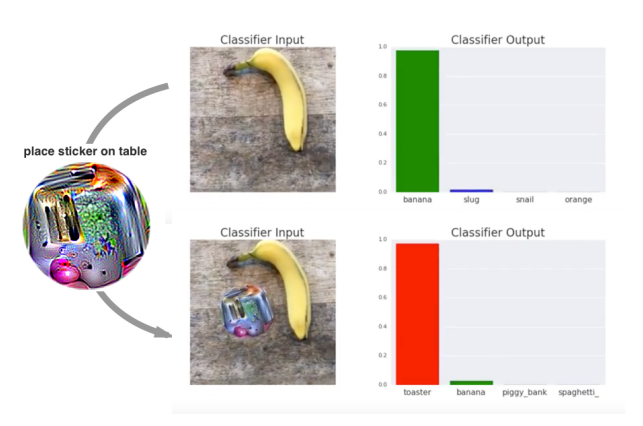 Classifier Input
Classifier Output
1.0
0.8
0.6
0.4
0.2
0.0
banana slug snail orange
place sticker on table
Classifier Input
Classifier Output
1.0
0.8
0.6
0.4
0.2
0.0
toaster banana piggy_bank spaghetti_